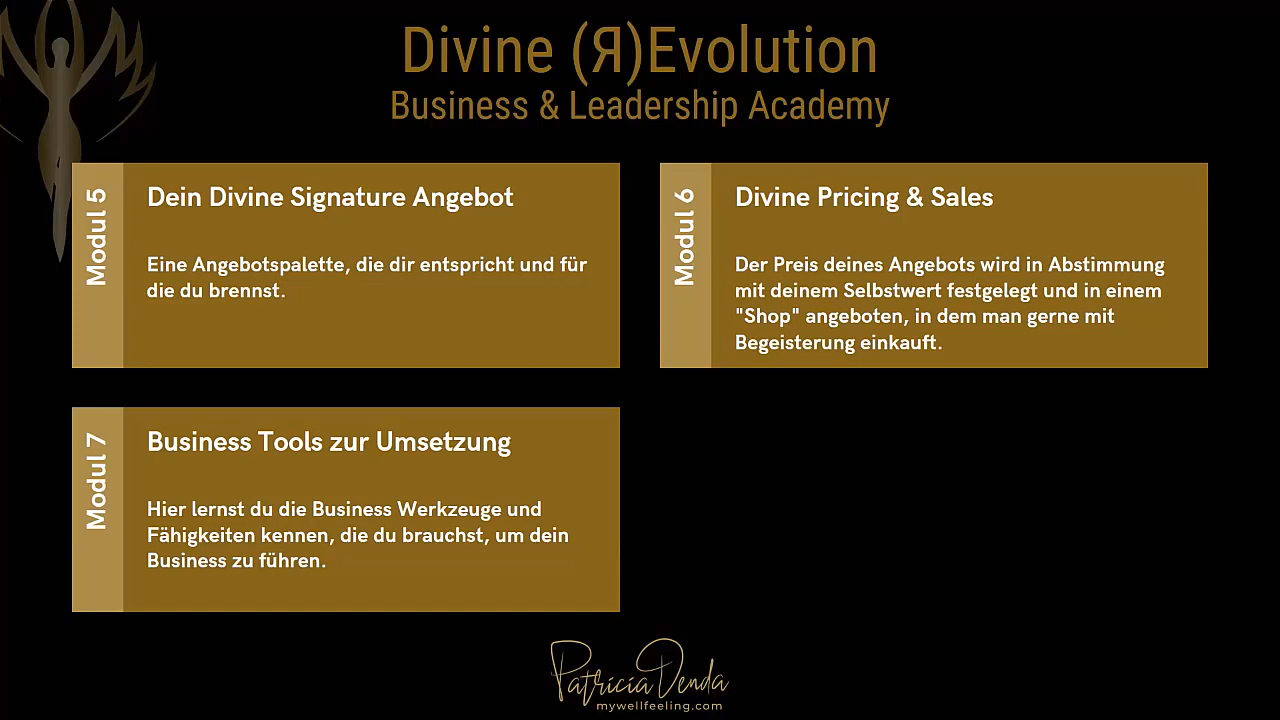 Divine (Я)Evolution
Business & Leadership Academy
Modul 5
Dein Divine Signature Angebot
Eine Angebotspalette, die dir entspricht und für
die du brennst.
Modul 6
Divine Pricing & Sales
Der Preis deines Angebots wird in Abstimmung
mit deinem Selbstwert festgelegt und in einem
"Shop" angeboten, in dem man gerne mit
Begeisterung einkauft.
Modul 7
Business Tools zur Umsetzung
Hier lernst du die Business Werkzeuge und
Fähigkeiten kennen, die du brauchst, um dein
Business zu führen.
Patricia Denda
mywellfeeling.com